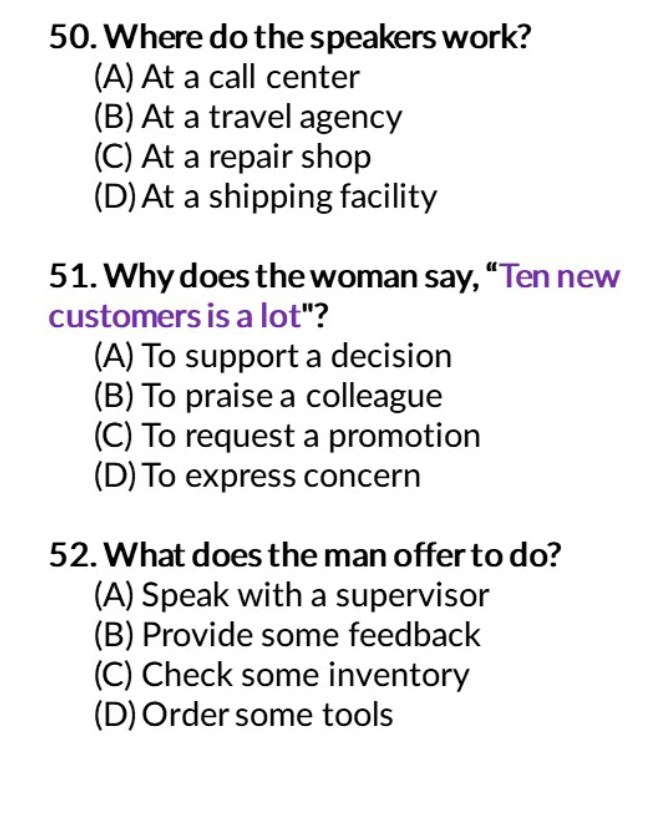 50. Where do the speakers work?
(A) At a call center
(B) At a travel agency
(C) At a repair shop
(D) At a shipping facility
51. Why does the woman say, “Ten new
customers is a lot"?
(A) To support a decision
(B) To praise a colleague
(C) To request a promotion
(D) To express concern
52. What does the man offer to do?
(A) Speak with a supervisor
(B) Provide some feedback
(C) Check some inventory
(D) Order some tools